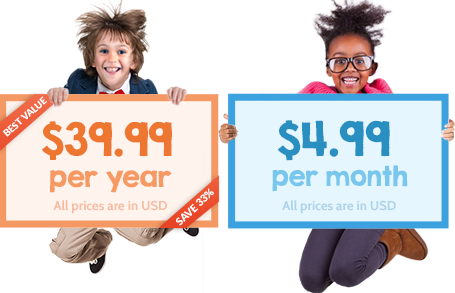 BEST VALUE
$39.99
per year
All prices are in USD
SAVE 33%
$4.99
per month
All prices are in USD